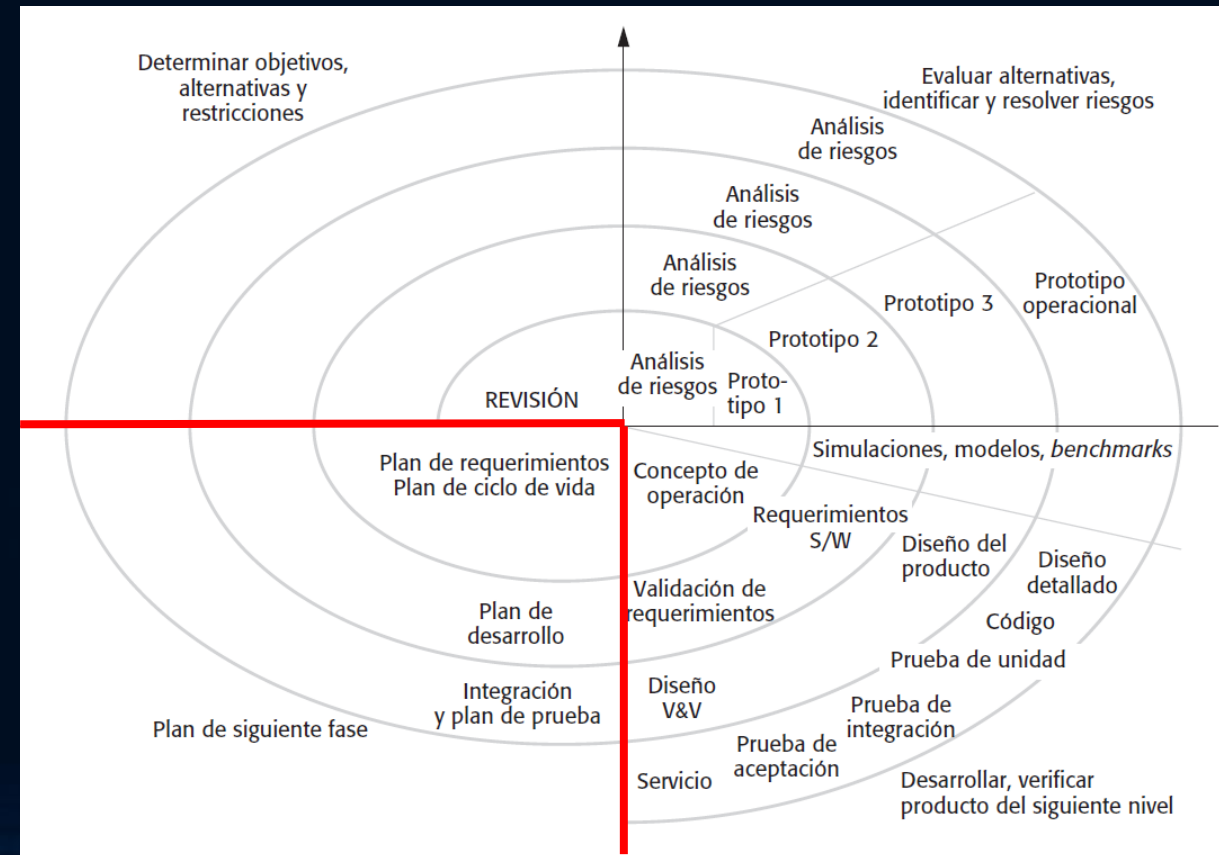 Determinar objetivos,
alternativas y
restricciones
Evaluar alternativas,
identificar y resolver riesgos
Análisis
de riesgos
Análisis
de riesgos
Análisis
de riesgos
Análisis
de riesgos
Proto-
tipo 1
Prototipo 2
Prototipo 3
Prototipo
operacional
REVISIÓN
Simulaciones, modelos, benchmarks
Plan de requerimientos
Plan de ciclo de vida
Concepto de
operación
Requerimientos
S/W
Diseño del
producto
Diseño
detallado
Código
Plan de
desarrollo
Validación de
requerimientos
Prueba de unidad
Integración
y plan de prueba
Diseño
V&V
Prueba de
integración
Plan de siguiente fase
Prueba de
aceptación
Servicio
Desarrollar, verificar
producto del siguiente nivel